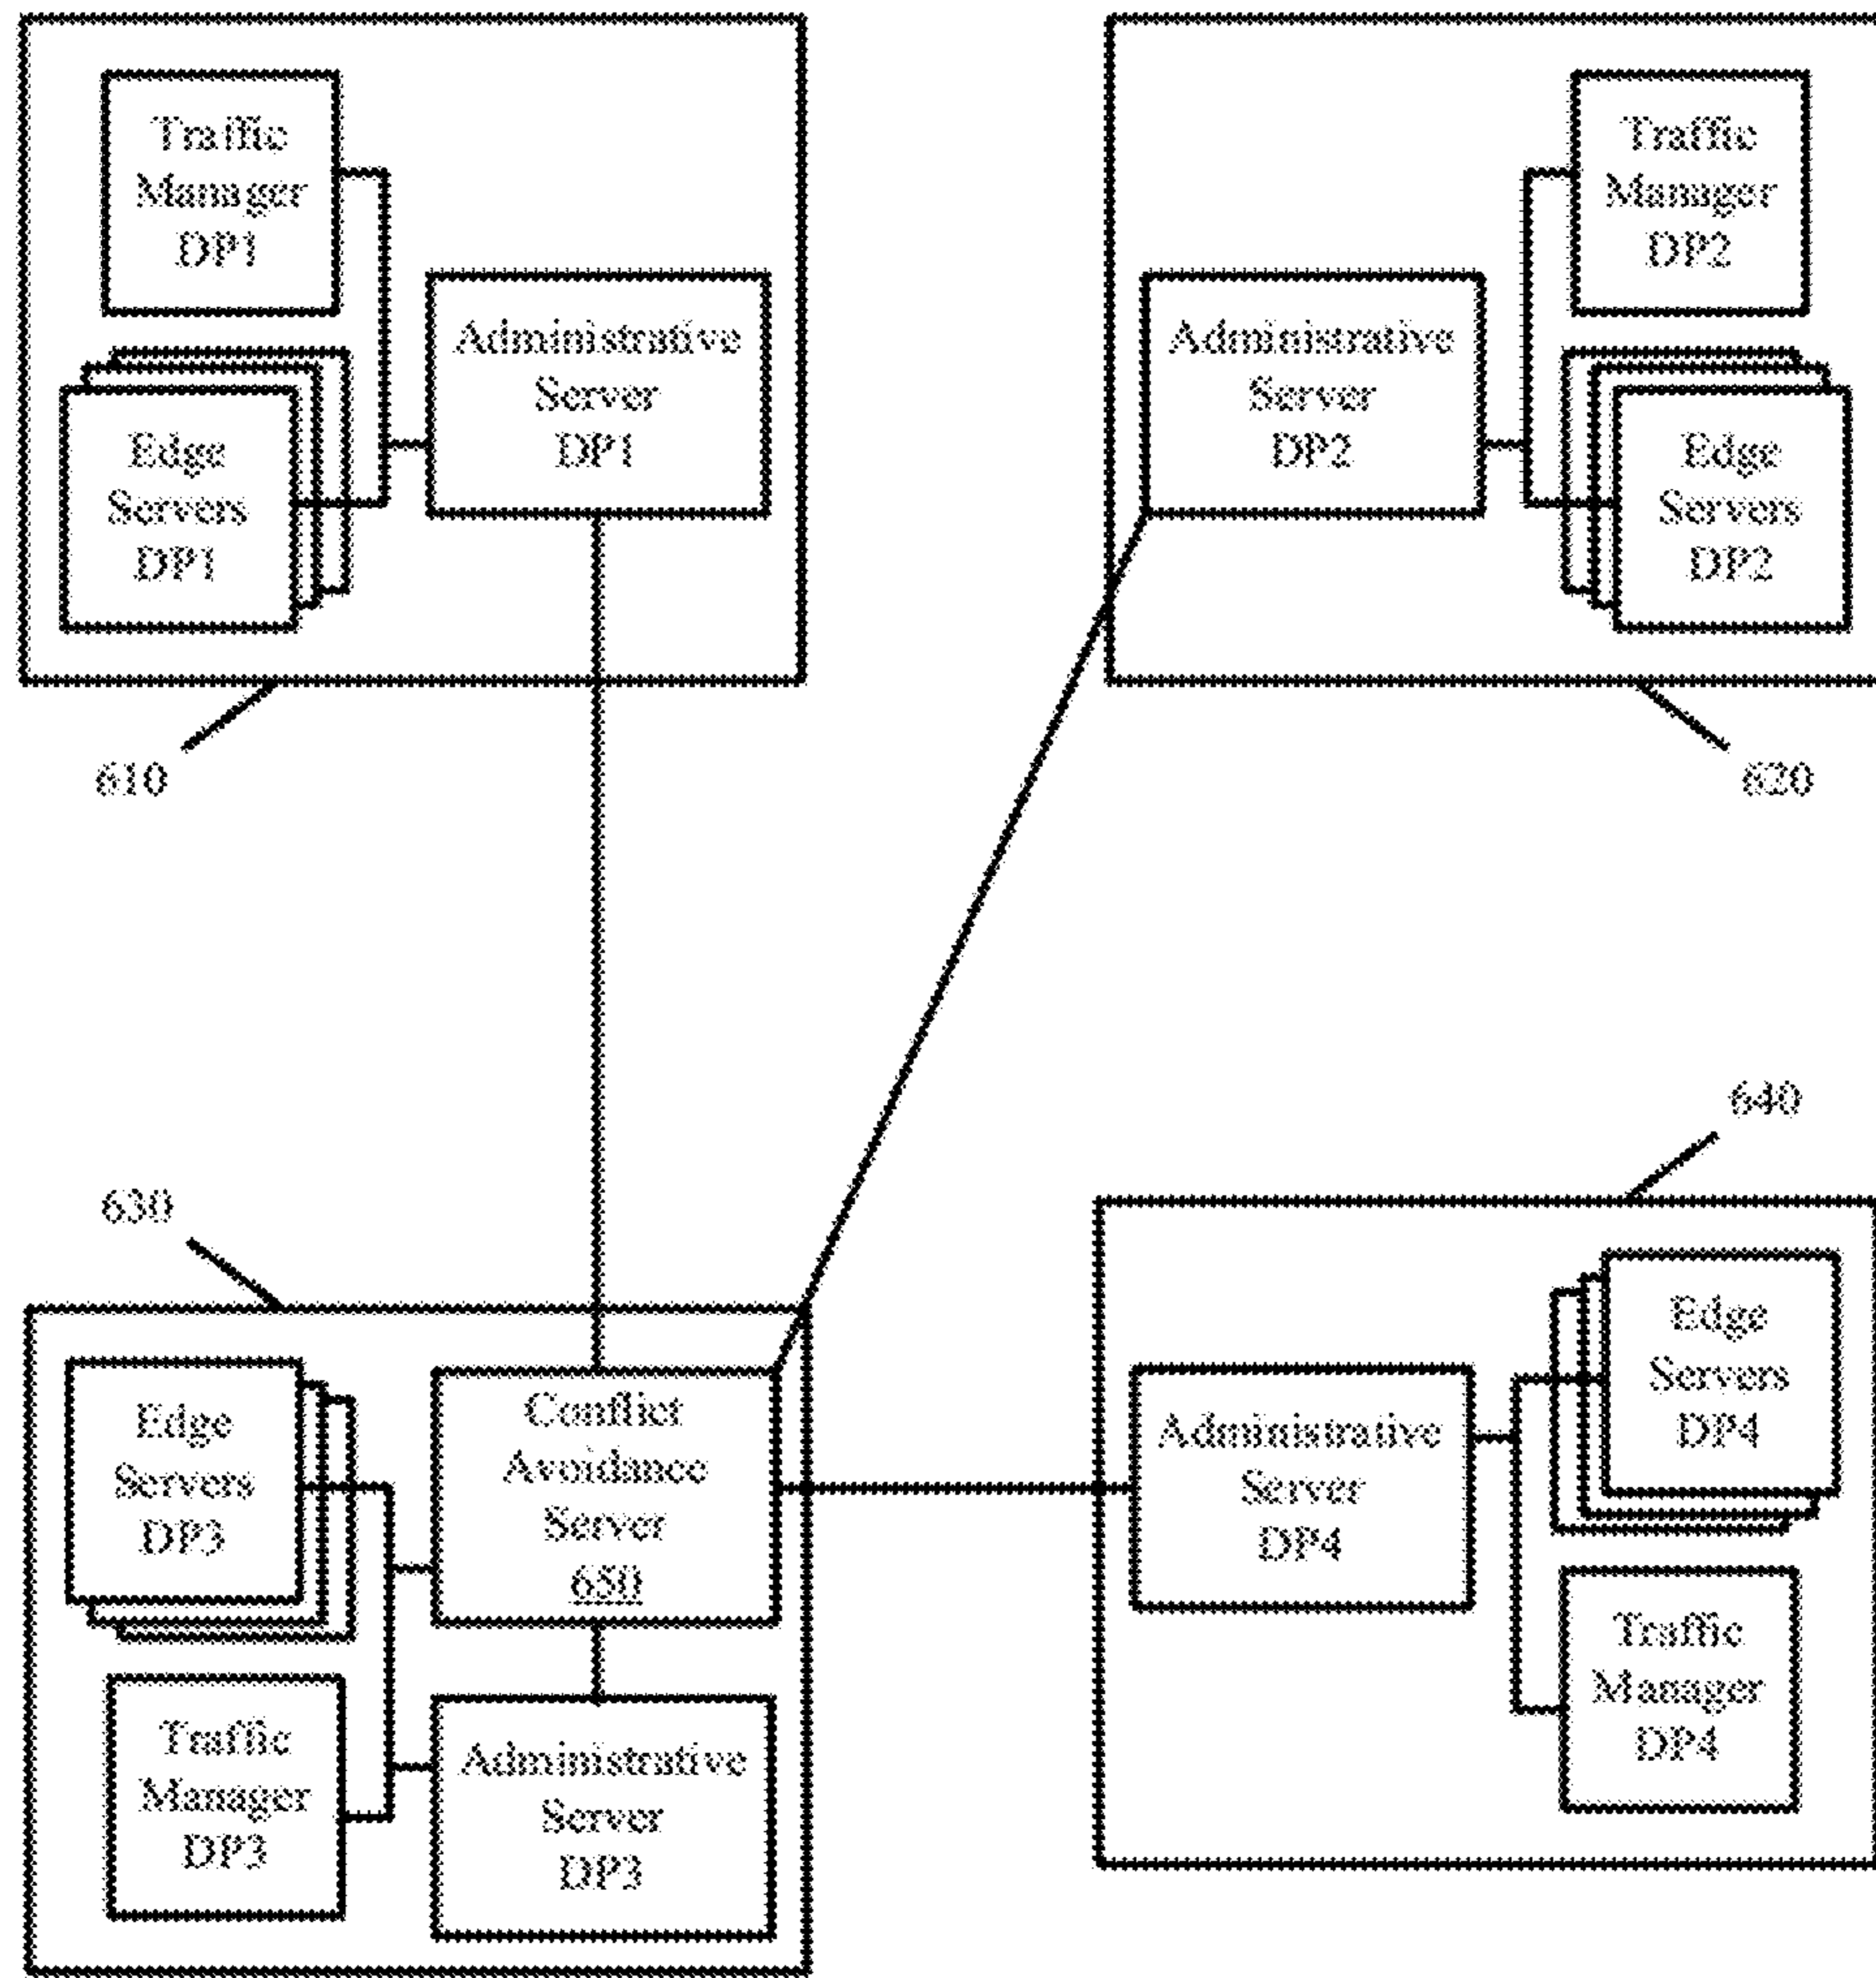 Traffic
Manager
DP1
Administrative
Server
DP1
Edge
Servers
DP1
610
Traffic
Manager
DP2
Administrative
Server
DP2
Edge
Servers
DP2
620
630
Edge
Servers
DP3
Conflict
Avoidance
Server
650
Traffic
Manager
DP3
Administrative
Server
DP3
640
Administrative
Server
DP4
Edge
Servers
DP4
Traffic
Manager
DP4